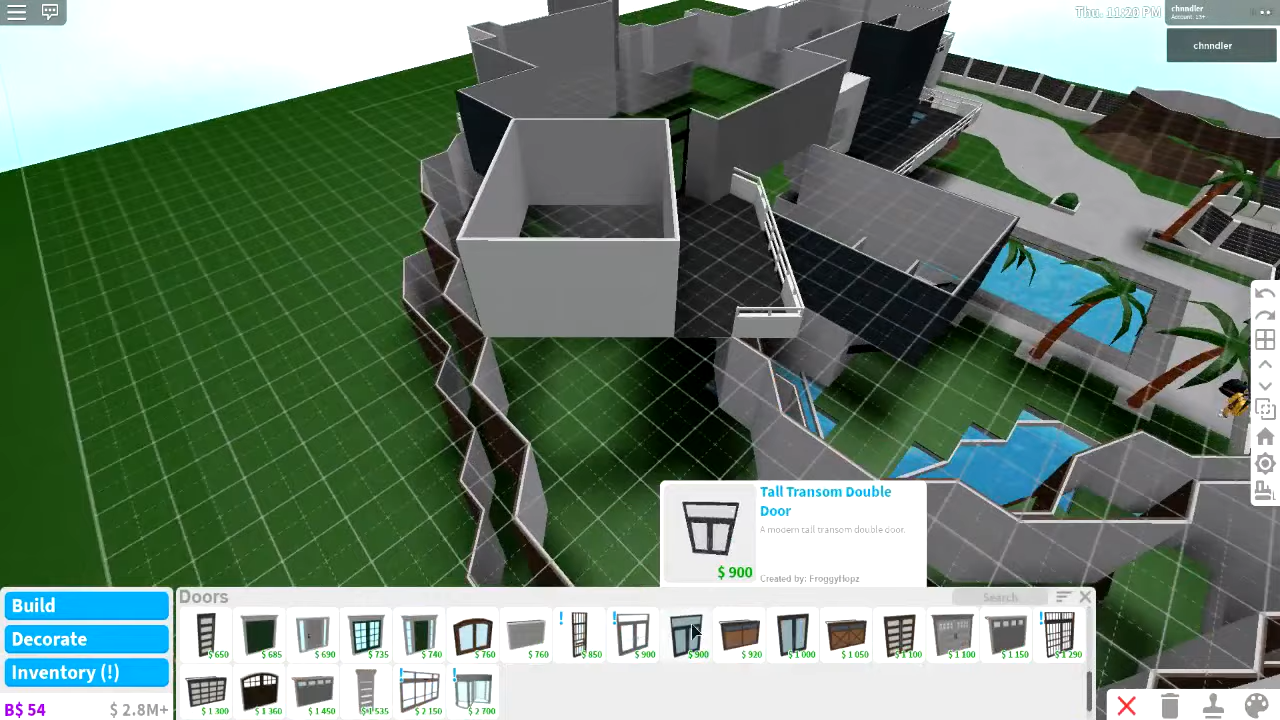 Thu. 11:20 PM
chnndler
Account: 13+
chnndler
Tall Transom Double
Door
A modern tall transom double door.
$ 900
Created by: FroggyHopz
Build
Decorate
Inventory (!)
B$ 54
$ 2.8M+
Doors
Search
$ 650
$ 685
$ 690
$ 735
$ 740
$ 760
$ 760
! $ 850
! $ 900
$ 900
$ 920
$ 1 000
$ 1 050
$ 1 100
$ 1 100
$ 1 150
! $ 1 290
$ 1 300
$ 1 360
$ 1 450
$ 1 535
! $ 2 150
! $ 2 700